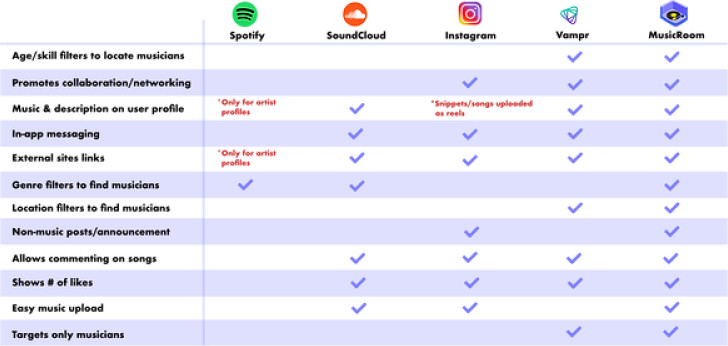 Spotify
SoundCloud
Instagram
Vampr
MusicRoom
Age/skill filters to locate musicians
Promotes collaboration/networking
Music & description on user profile
*Only for artist
profiles
*Snippets/songs uploaded
as reels
In-app messaging
External sites links
*Only for artist
profiles
Genre filters to find musicians
Location filters to find musicians
Non-music posts/announcement
Allows commenting on songs
Shows # of likes
Easy music upload
Targets only musicians